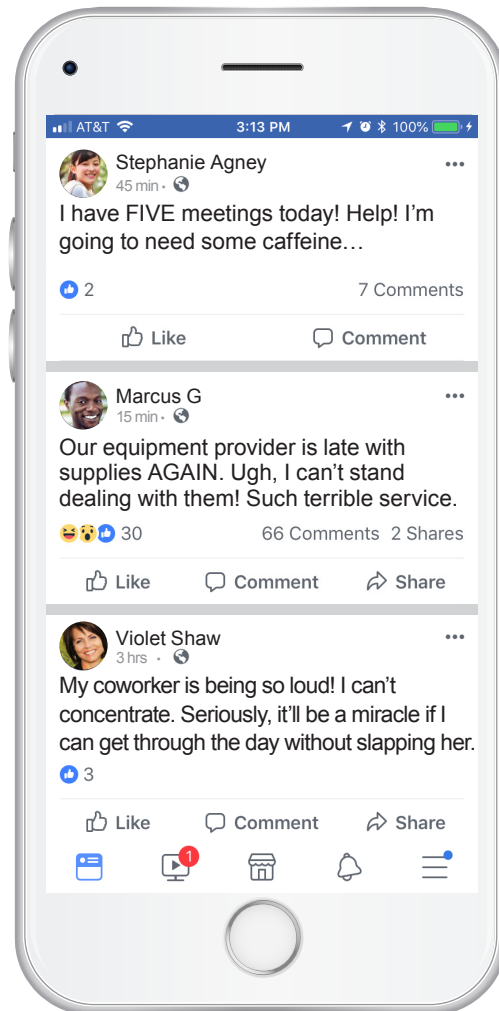 AT&T 3:13 PM 100%
Stephanie Agney
45 min ·
I have FIVE meetings today! Help! I'm
going to need some caffeine…
2 7 Comments
Like Comment
Marcus G
15 min ·
Our equipment provider is late with
supplies AGAIN. Ugh, I can't stand
dealing with them! Such terrible service.
30 66 Comments 2 Shares
Like Comment Share
Violet Shaw
3 hrs ·
My coworker is being so loud! I can't
concentrate. Seriously, it'll be a miracle if I
can get through the day without slapping her.
3
Like Comment Share
1